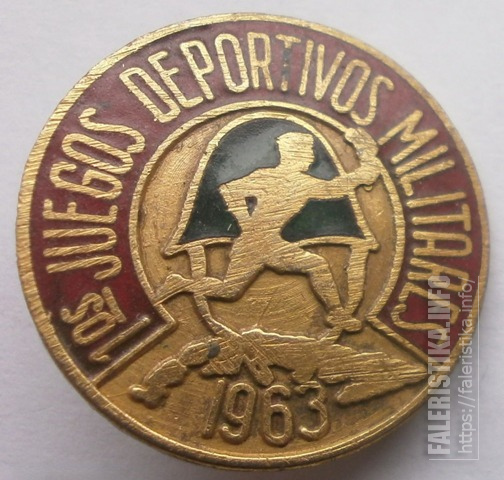 1os JUEGOS DEPORTIVOS MILITARES
1963
FALERISTIKA.INFO
https://faleristika.info/